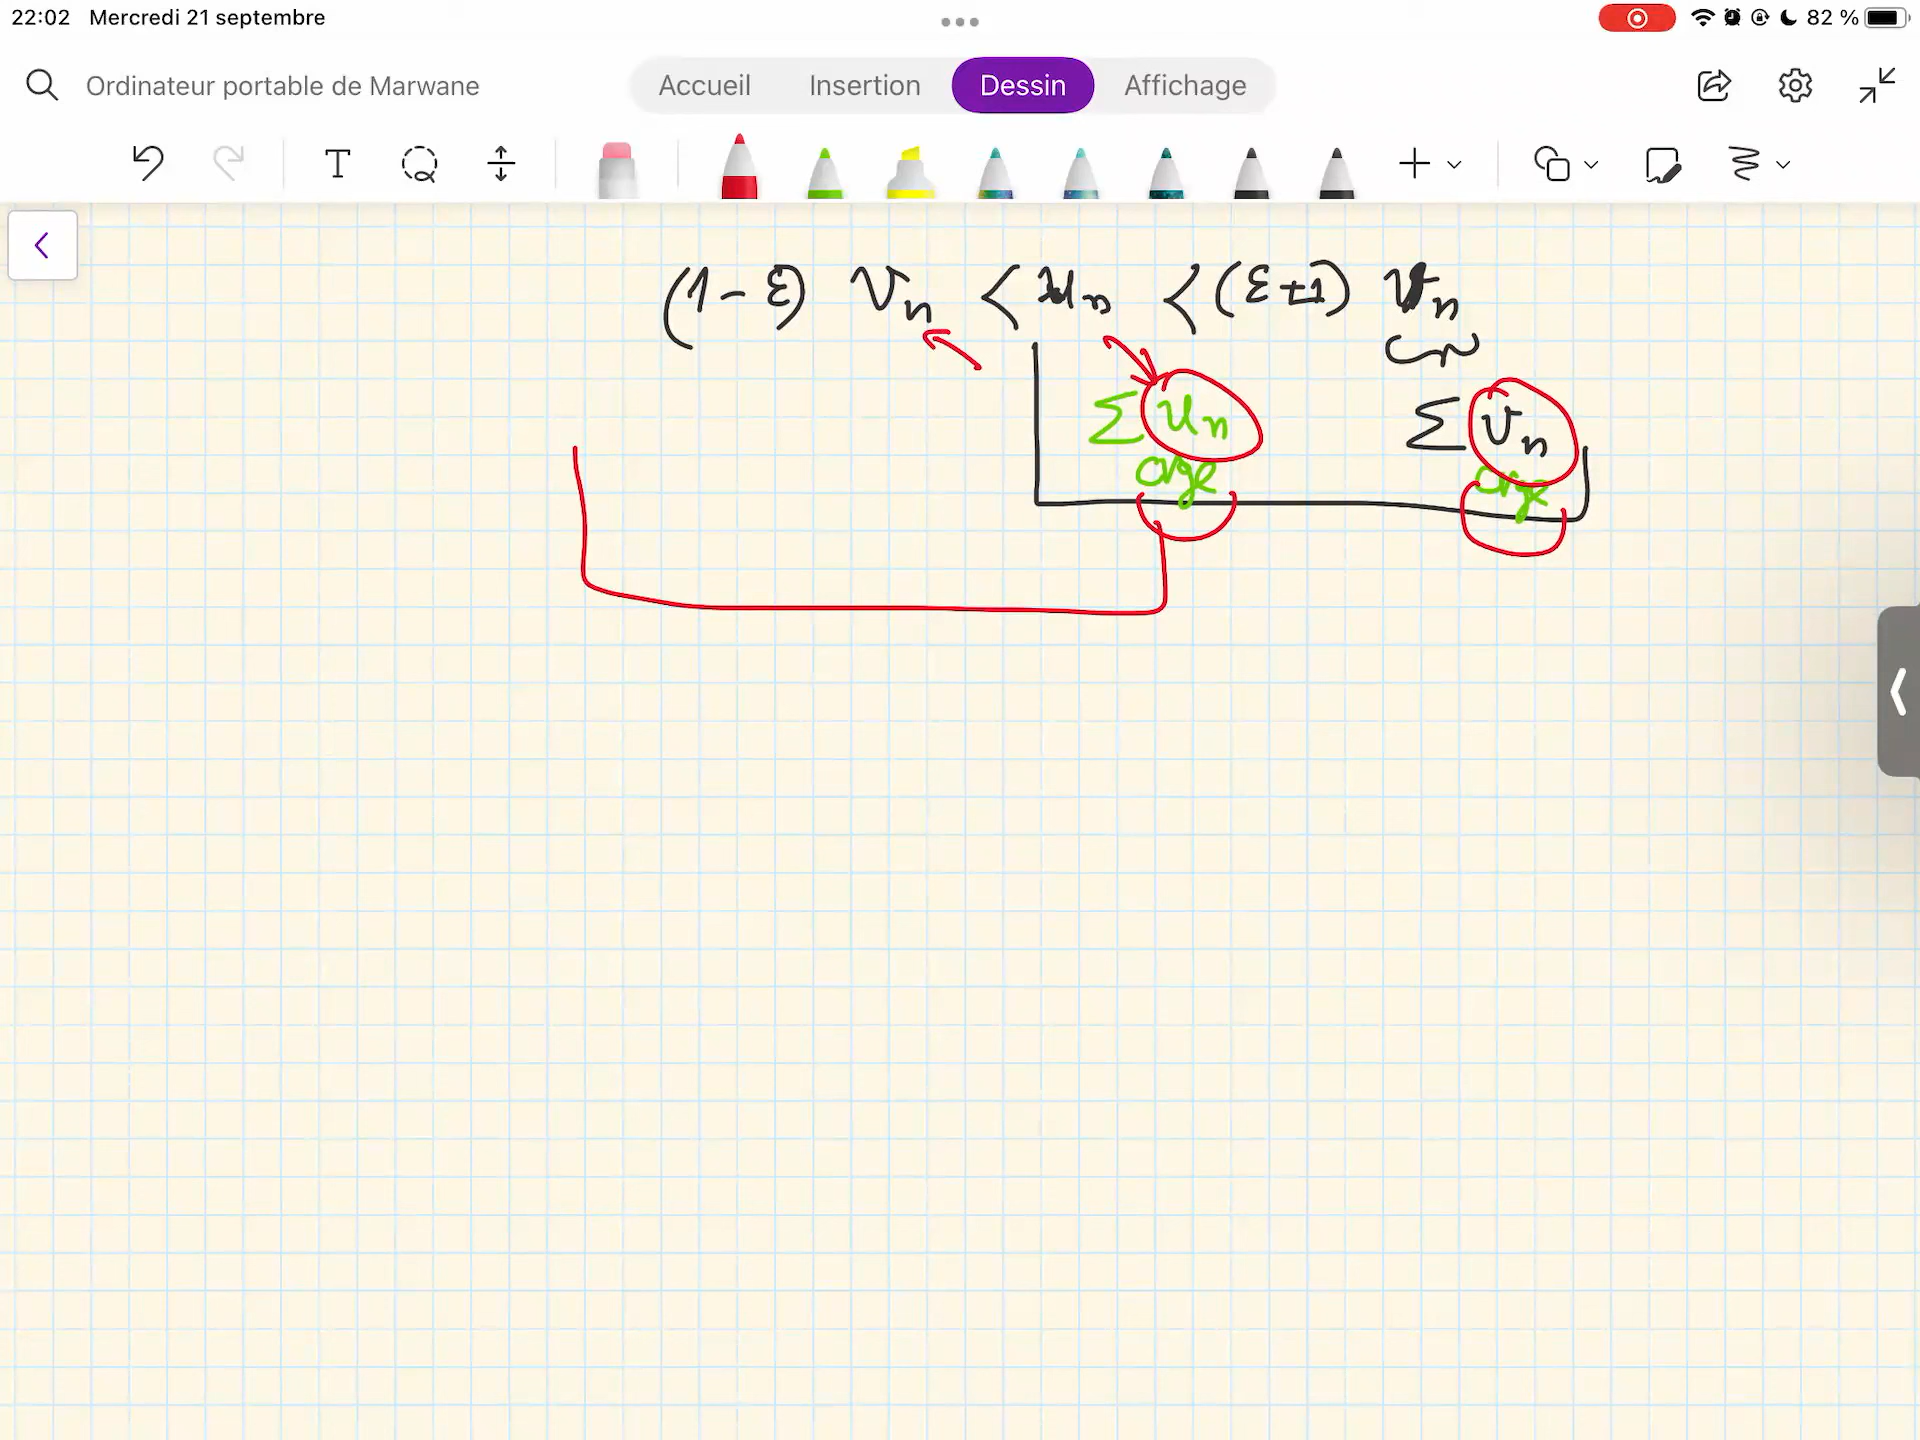 22:02 Mercredi 21 septembre 82 %
Ordinateur portable de Marwane Accueil Insertion Dessin Affichage
T
(1 - ε) Vn < un < (ε+1) vn
Σ un Σ vn
cvge cvge